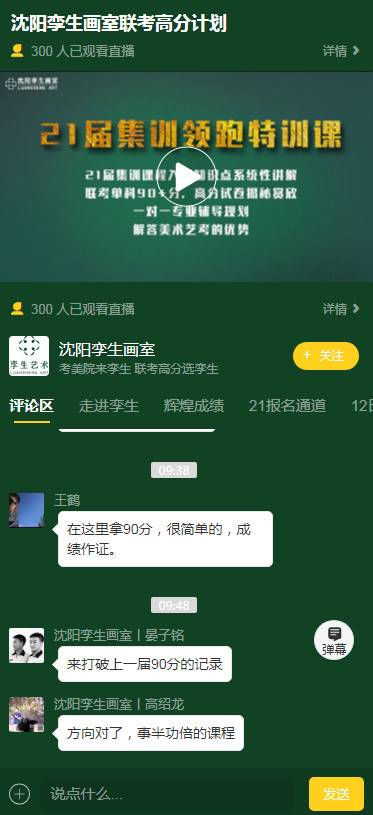 沈阳孪生画室联考高分计划
300 人已观看直播
详情
沈阳孪生画室
LUANSHENG ART
21届集训领跑特训课
21届集训课程
知识点系统性讲解
联考单科90+分，高分试卷揭秘赏欣
一对一专业辅导规划
解答美术艺考的优势
300 人已观看直播
详情
孪生艺术
LUANSHENG ART
沈阳孪生画室
考美院来孪生 联考高分选孪生
+ 关注
评论区
走进孪生
辉煌成绩
21报名通道
12
09:38
王鹤
在这里拿90分，很简单的，成
绩作证。
09:48
沈阳孪生画室丨晏子铭
来打破上一届90分的记录
弹幕
沈阳孪生画室丨高绍龙
方向对了，事半功倍的课程
说点什么...
发送